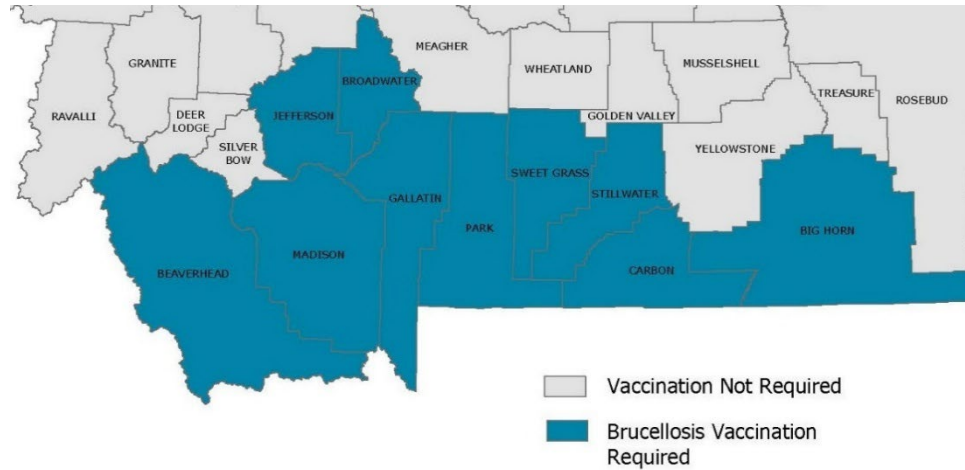 MEAGHER
GRANITE
WHEATLAND
MUSSELSHELL
BROADWATER
TREASURE
ROSEBUD
RAVALLI
DEER
LODGE
JEFFERSON
GOLDEN VALLEY
SILVER
BOW
YELLOWSTONE
SWEET GRASS
STILLWATER
GALLATIN
PARK
BIG HORN
MADISON
BEAVERHEAD
CARBON
Vaccination Not Required
Brucellosis Vaccination
Required